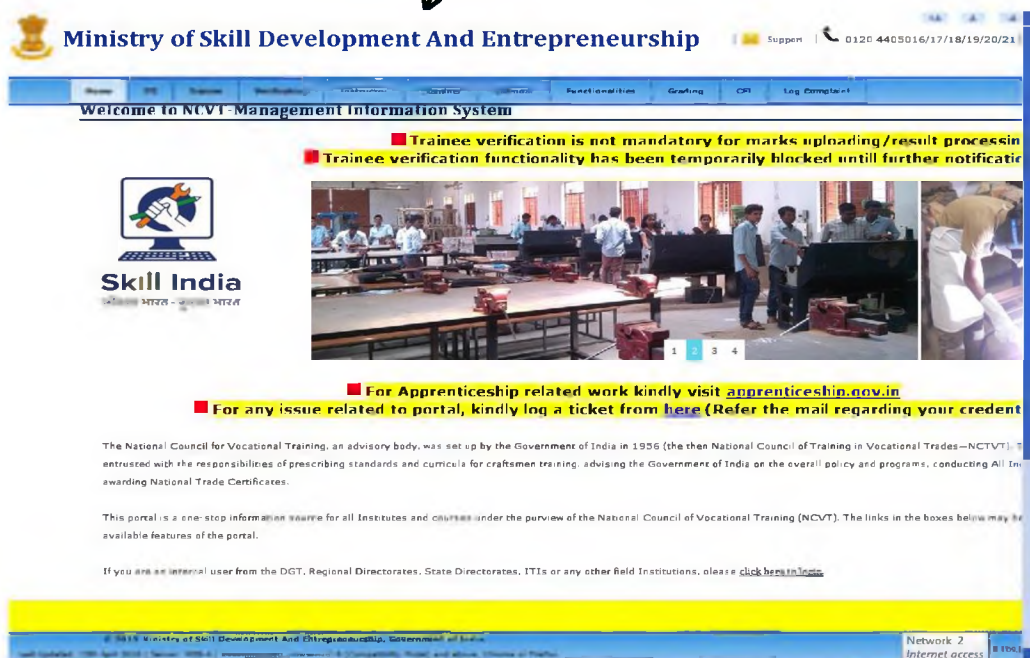 Ministry of Skill Development And Entrepreneurship
Support | 0120 4405016/17/18/19/20/21
Home ITI Functionalities Grading CFI Log Complaint
Welcome to NCVT-Management Information System
Trainee verification is not mandatory for marks uploading/result processin
Trainee verification functionality has been temporarily blocked untill further notificatio
Skill India
भारत - कुशल भारत
1 2 3 4
For Apprenticeship related work kindly visit apprenticeship.gov.in
For any issue related to portal, kindly log a ticket from here (Refer the mail regarding your credent
The National Council for Vocational Training, an advisory body, was set up by the Government of India in 1956 (the then National Council of Training in Vocational Trades—NCTVT). T
entrusted with the responsibilities of prescribing standards and curricula for craftsmen training, advising the Government of India on the overall policy and programs, conducting All In
awarding National Trade Certificates.
This portal is a one-stop information source for all Institutes and courses under the purview of the National Council of Vocational Training (NCVT). The links in the boxes below may be
available features of the portal.
If you are an internal user from the DGT, Regional Directorates, State Directorates, ITIs or any other field Institutions, please click here to login
© 2015 Ministry of Skill Development And Entrepreneurship, Government of India
Network 2
Internet access